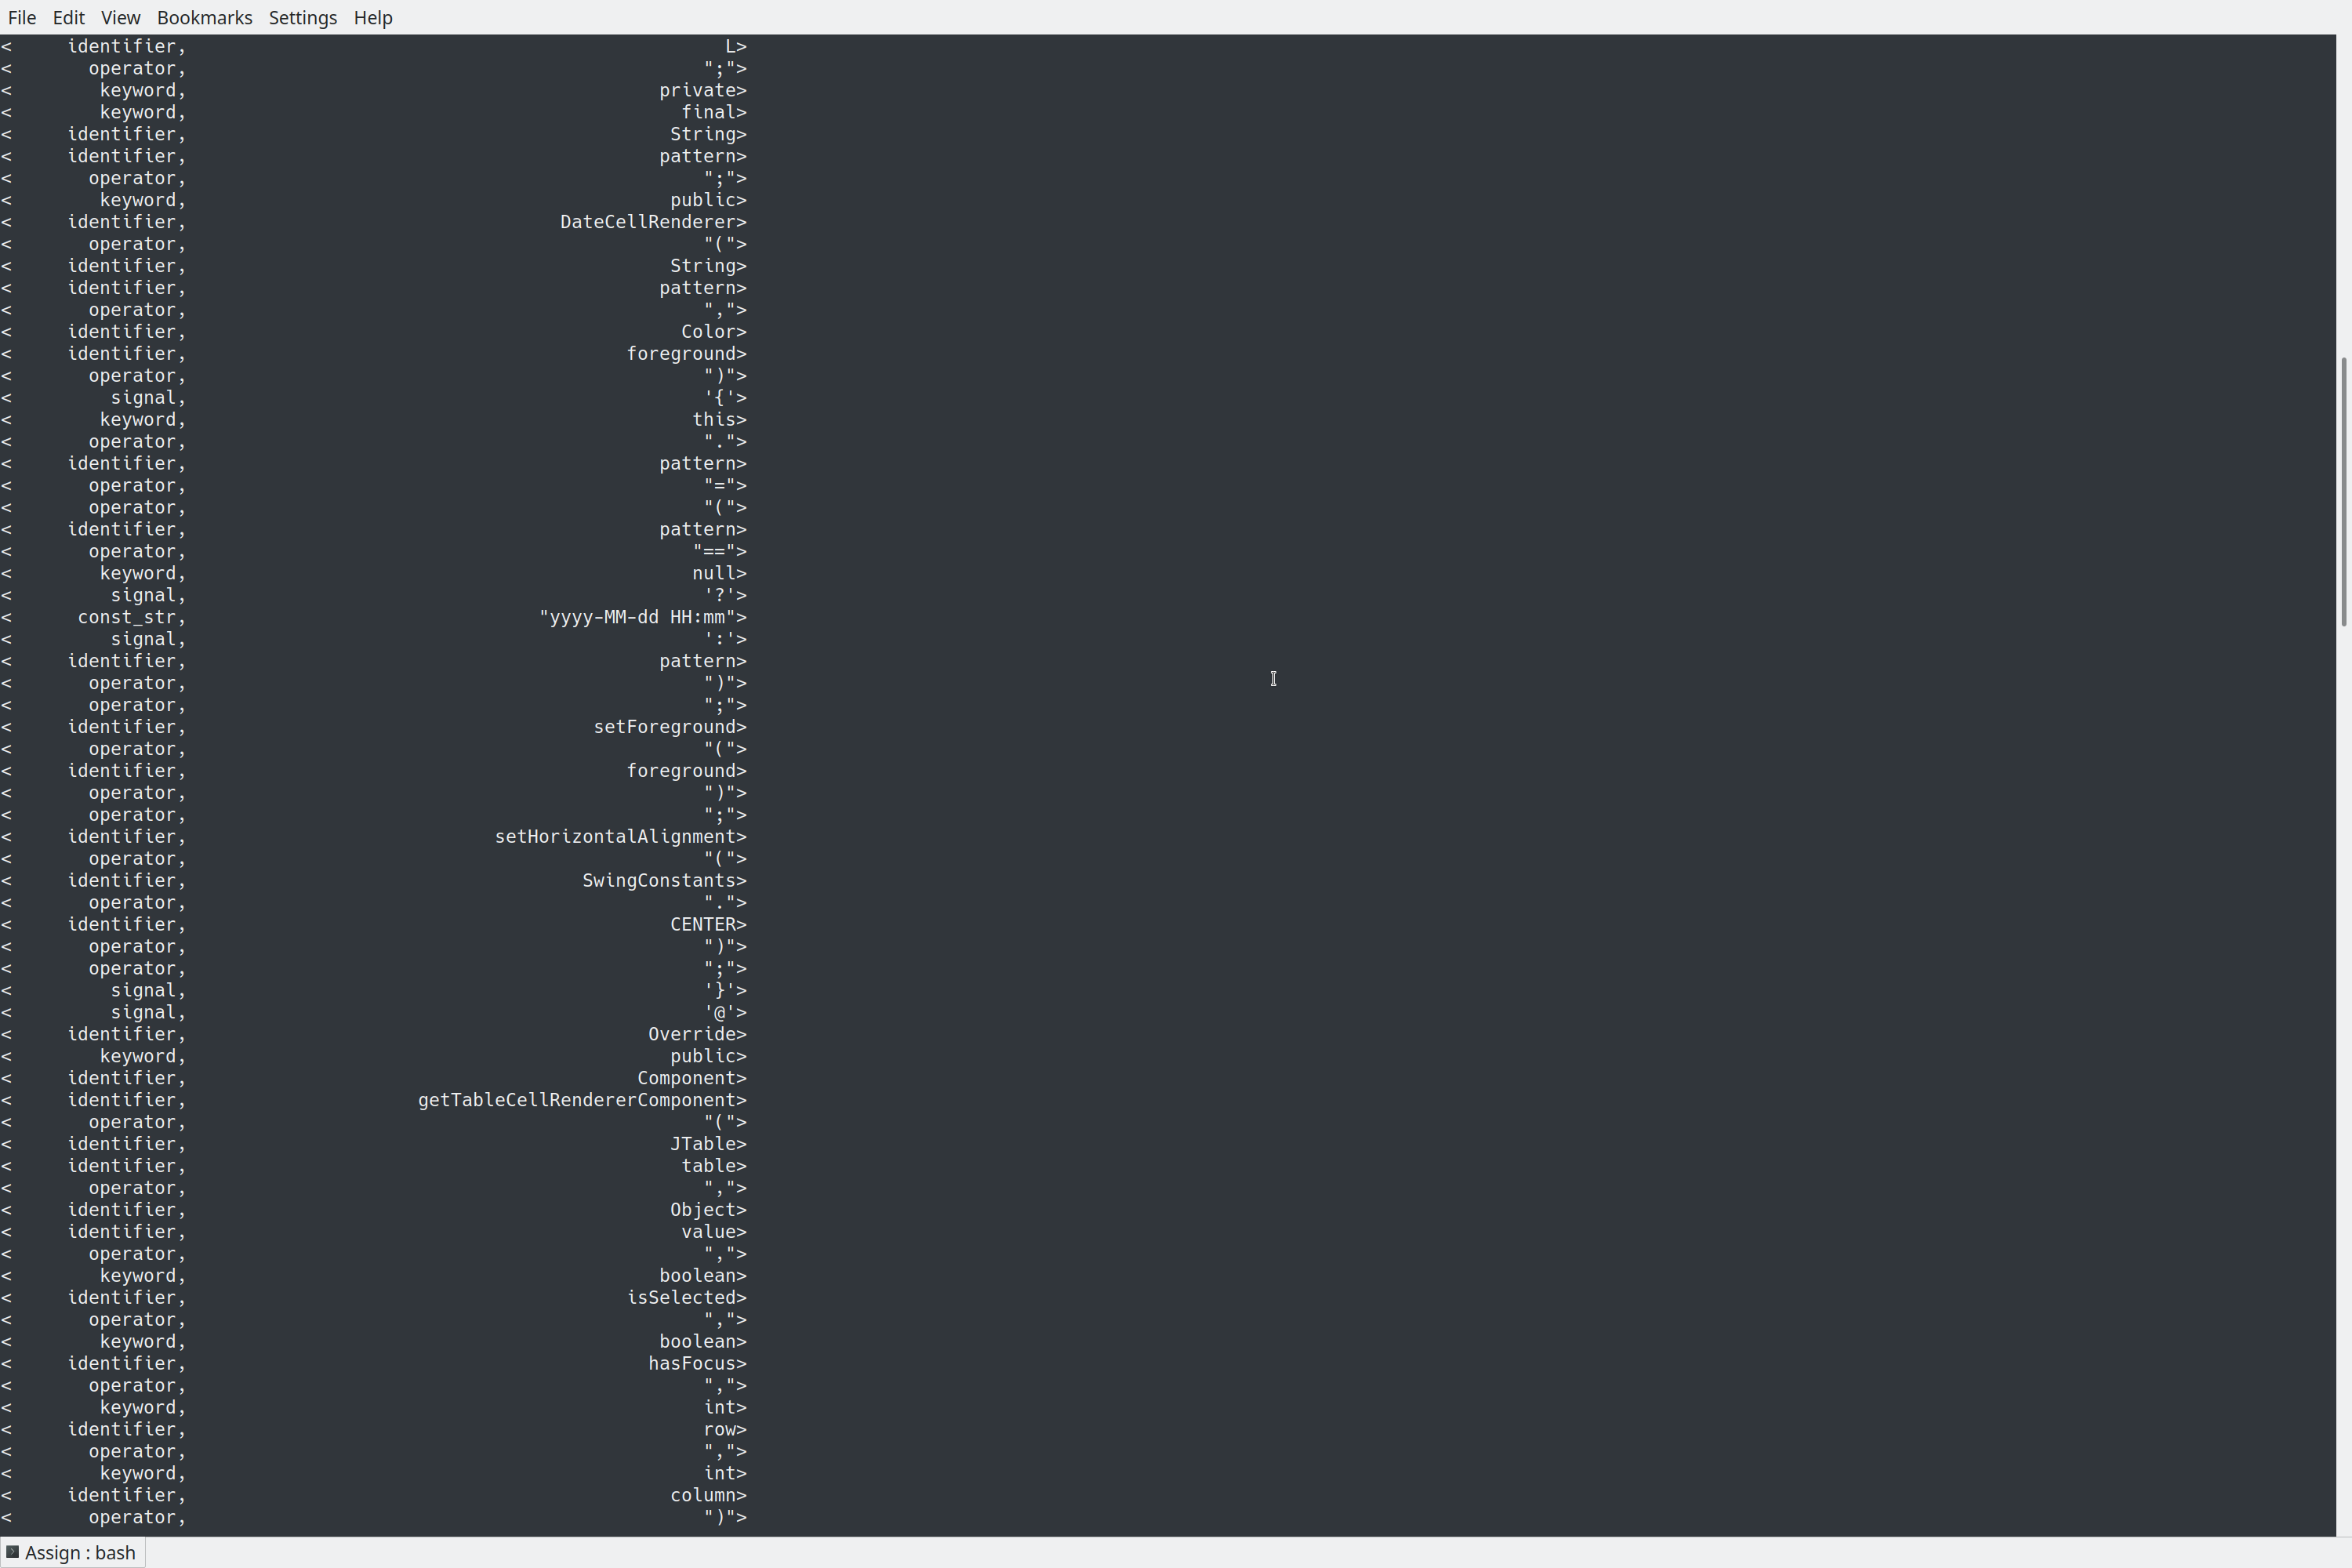 File Edit View Bookmarks Settings Help
< identifier, L>
< operator, ";">
< keyword, private>
< keyword, final>
< identifier, String>
< identifier, pattern>
< operator, ";">
< keyword, public>
< identifier, DateCellRenderer>
< operator, "(">
< identifier, String>
< identifier, pattern>
< operator, ",">
< identifier, Color>
< identifier, foreground>
< operator, ")">
< signal, '{'>
< keyword, this>
< operator, ".">
< identifier, pattern>
< operator, "=">
< operator, "(">
< identifier, pattern>
< operator, "==">
< keyword, null>
< signal, '?'>
< const_str, "yyyy-MM-dd HH:mm">
< signal, ':'>
< identifier, pattern>
< operator, ")">
< operator, ";">
< identifier, setForeground>
< operator, "(">
< identifier, foreground>
< operator, ")">
< operator, ";">
< identifier, setHorizontalAlignment>
< operator, "(">
< identifier, SwingConstants>
< operator, ".">
< identifier, CENTER>
< operator, ")">
< operator, ";">
< signal, '}'>
< signal, '@'>
< identifier, Override>
< keyword, public>
< identifier, Component>
< identifier, getTableCellRendererComponent>
< operator, "(">
< identifier, JTable>
< identifier, table>
< operator, ",">
< identifier, Object>
< identifier, value>
< operator, ",">
< keyword, boolean>
< identifier, isSelected>
< operator, ",">
< keyword, boolean>
< identifier, hasFocus>
< operator, ",">
< keyword, int>
< identifier, row>
< operator, ",">
< keyword, int>
< identifier, column>
< operator, ")">
Assign : bash